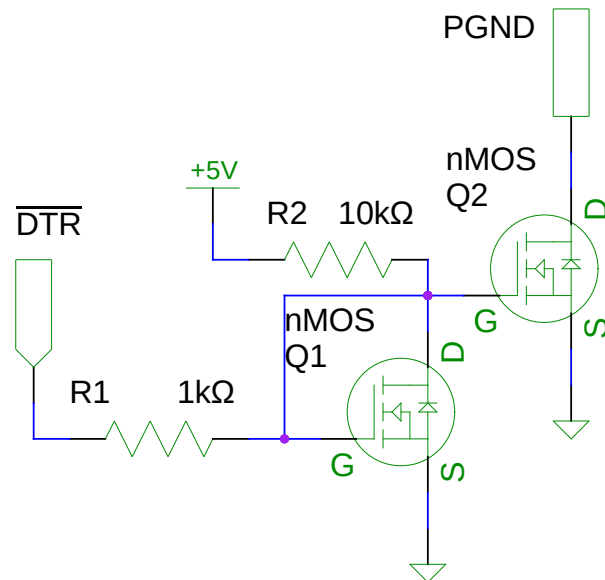 PGND
nMOS
Q2
+5V
D
DTR
R2 10kΩ
G
S
nMOS
Q1
D
R1 1kΩ
G
S